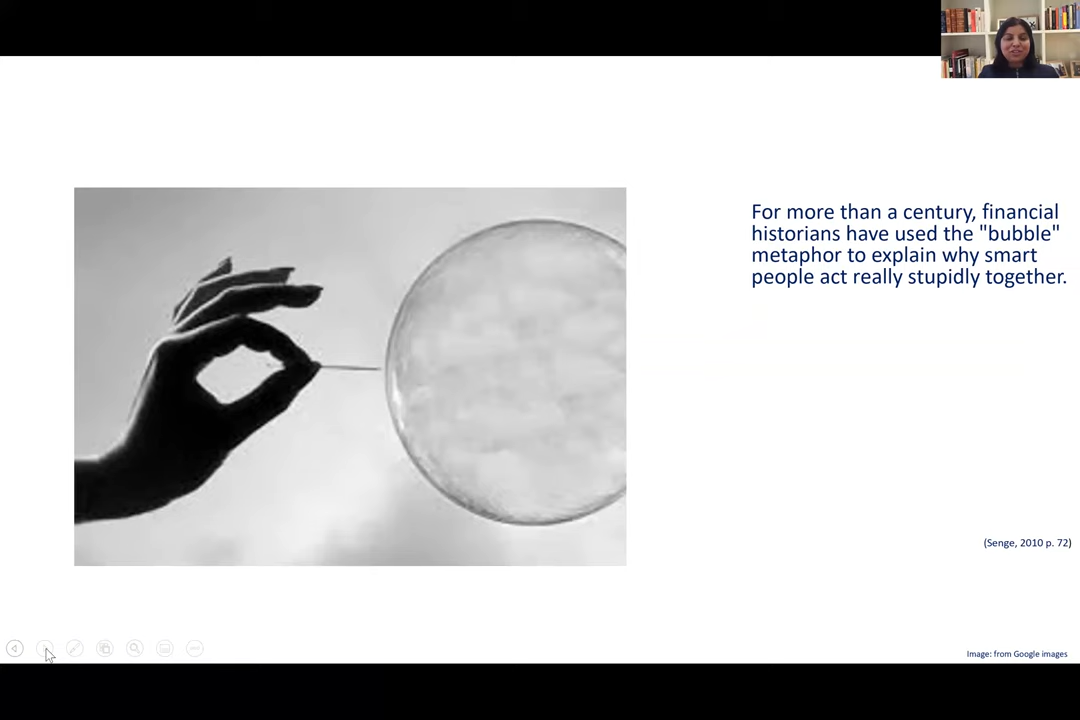 For more than a century, financial
historians have used the "bubble"
metaphor to explain why smart
people act really stupidly together.
(Senge, 2010 p. 72)
Image: from Google images